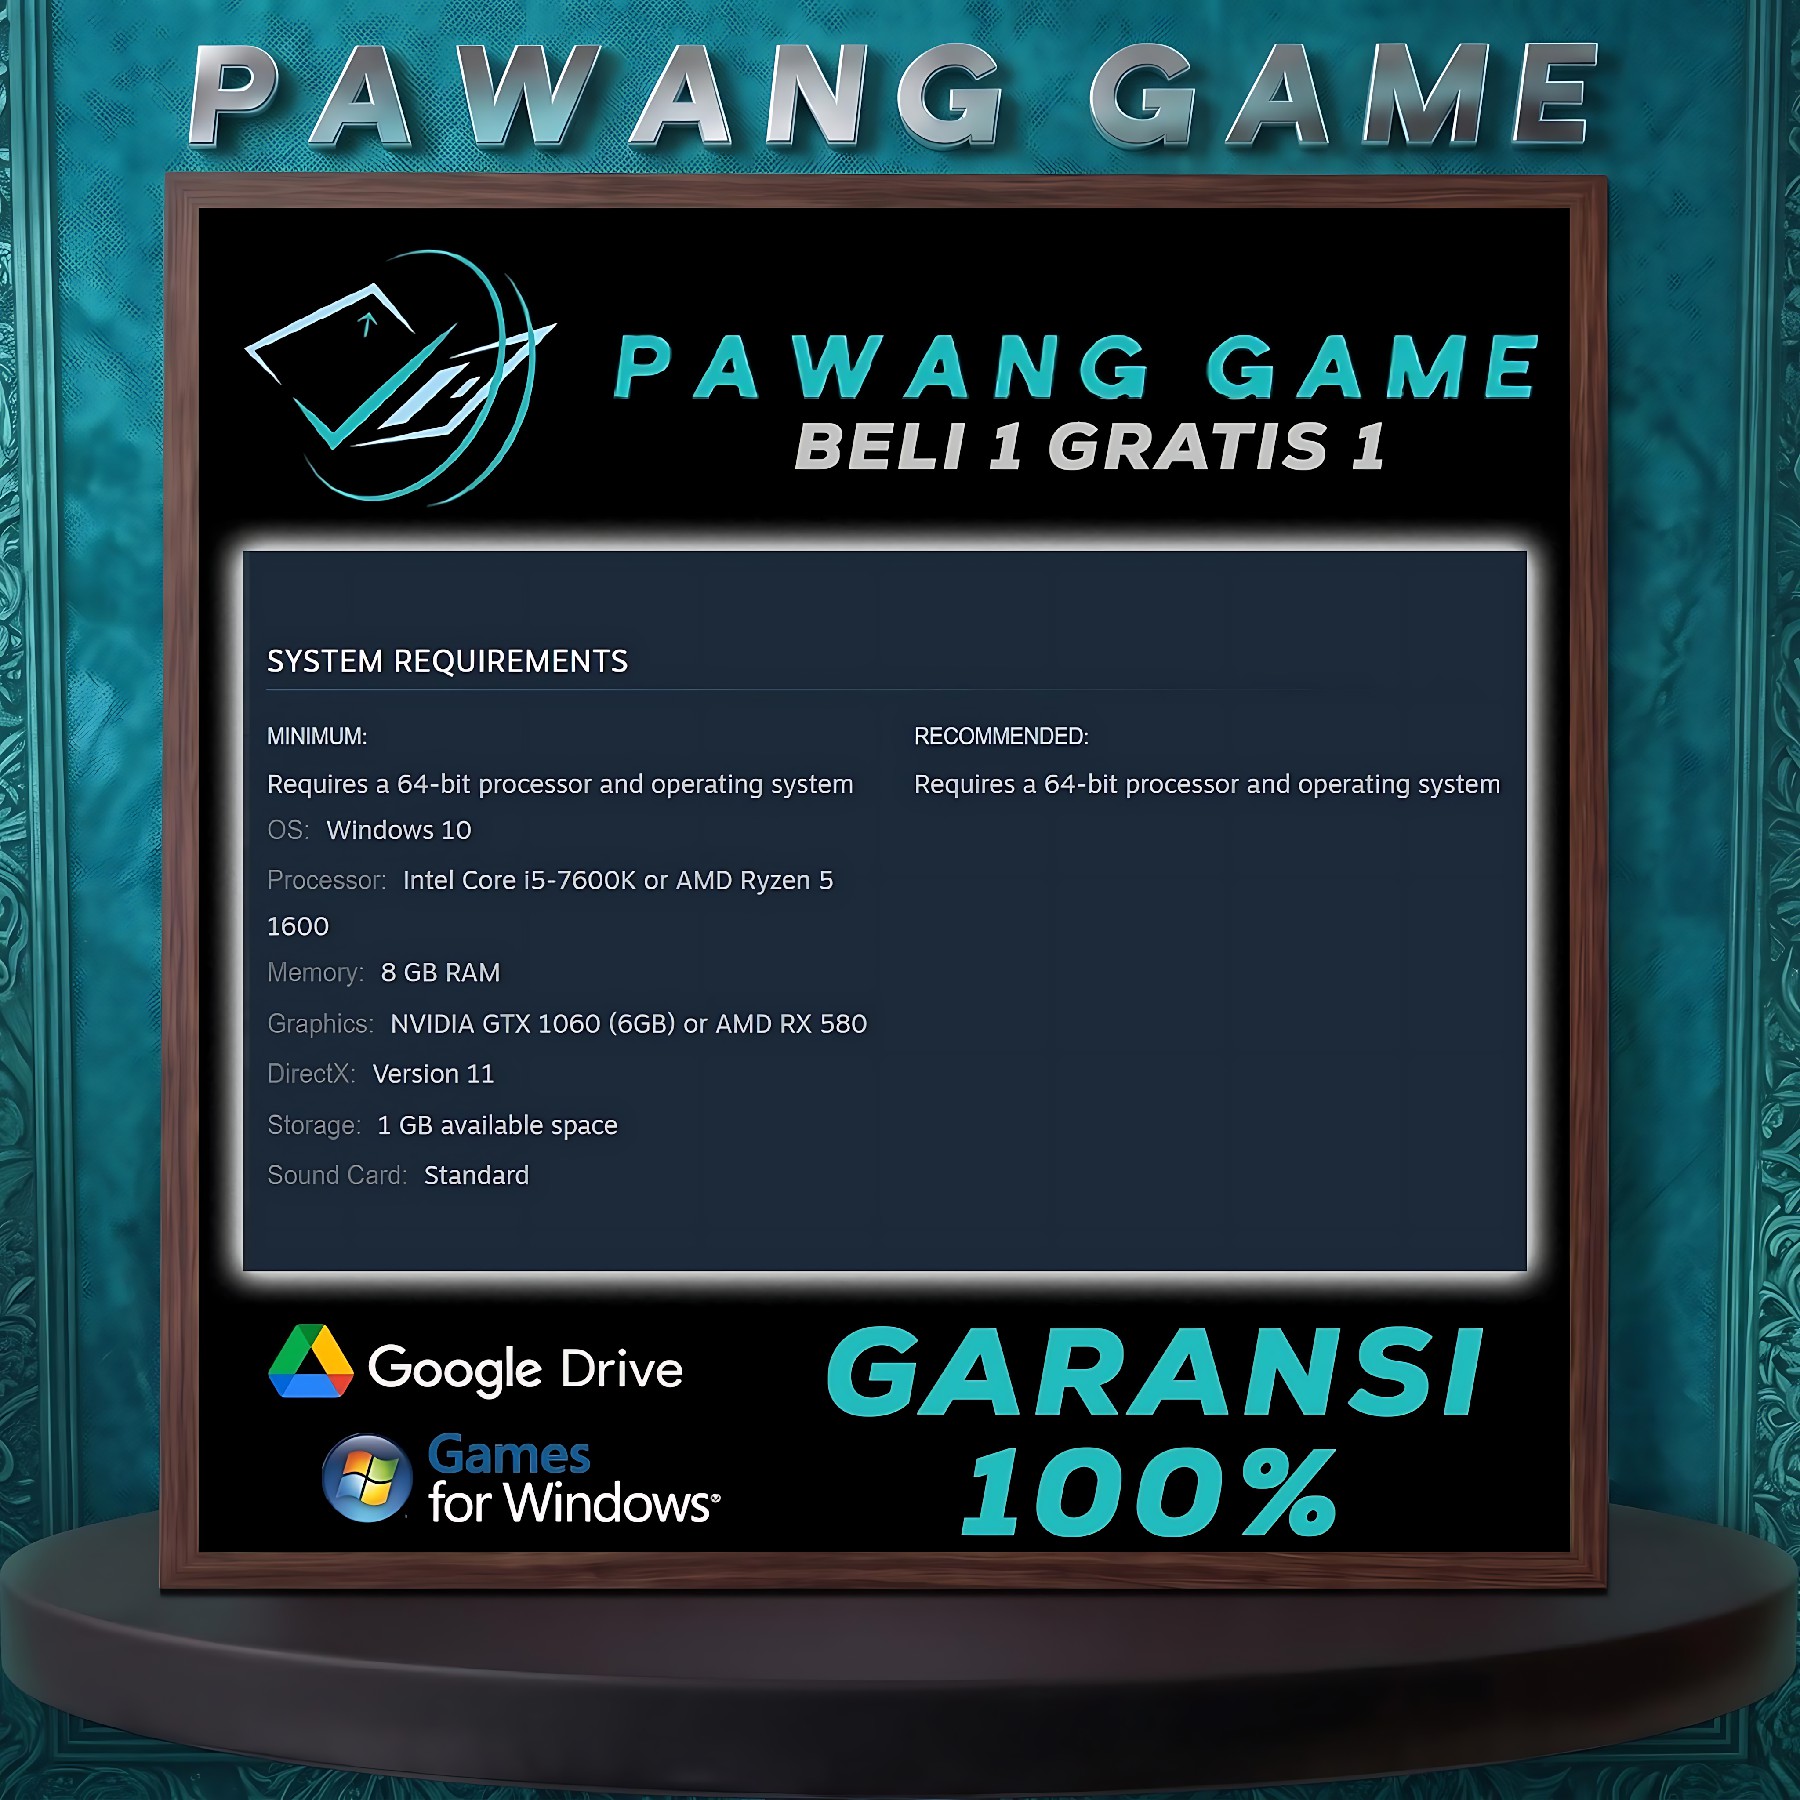 PAWANG GAME
PAWANG GAME
BELI 1 GRATIS 1
SYSTEM REQUIREMENTS
MINIMUM:
Requires a 64-bit processor and operating system
OS: Windows 10
Processor: Intel Core i5-7600K or AMD Ryzen 5
1600
Memory: 8 GB RAM
Graphics: NVIDIA GTX 1060 (6GB) or AMD RX 580
DirectX: Version 11
Storage: 1 GB available space
Sound Card: Standard
RECOMMENDED:
Requires a 64-bit processor and operating system
Google Drive
Games
for Windows®
GARANSI
100%